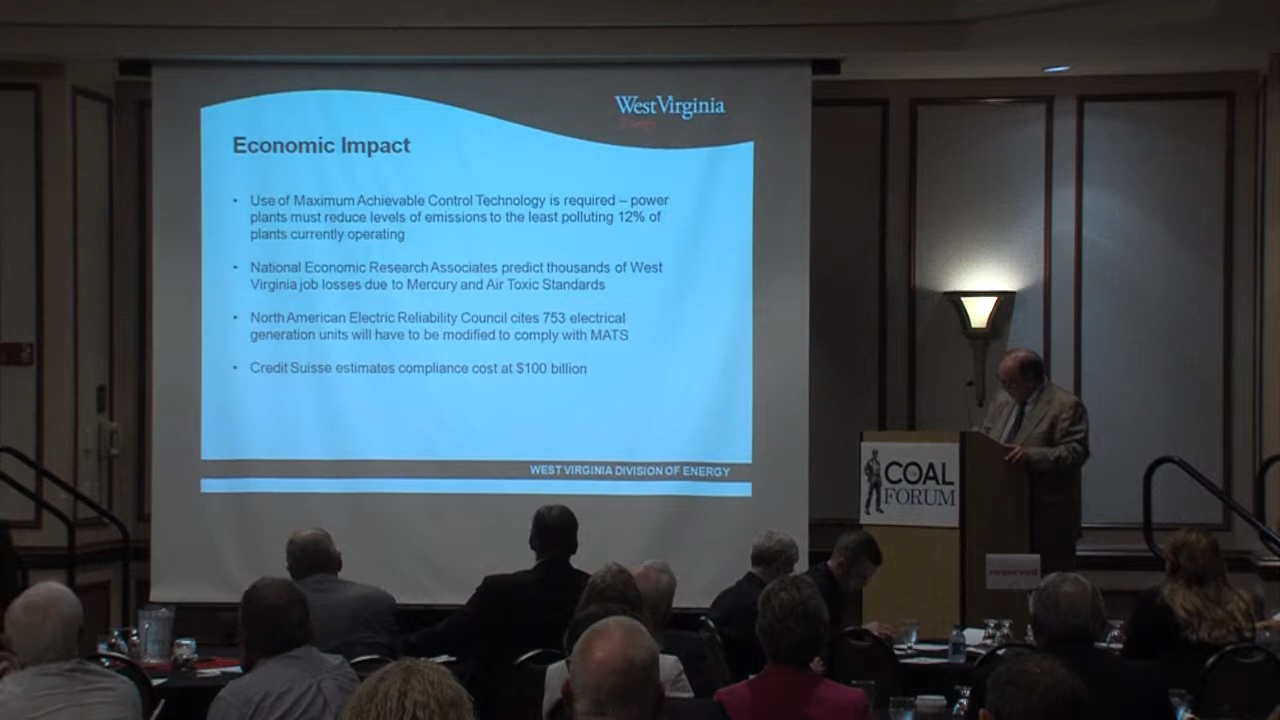 West Virginia
Economic Impact
• Use of Maximum Achievable Control Technology is required – power
plants must reduce levels of emissions to the least polluting 12% of
plants currently operating
• National Economic Research Associates predict thousands of West
Virginia job losses due to Mercury and Air Toxic Standards
• North American Electric Reliability Council cites 753 electrical
generation units will have to be modified to comply with MATS
• Credit Suisse estimates compliance cost at $100 billion
WEST VIRGINIA DIVISION OF ENERGY
COAL
FORUM